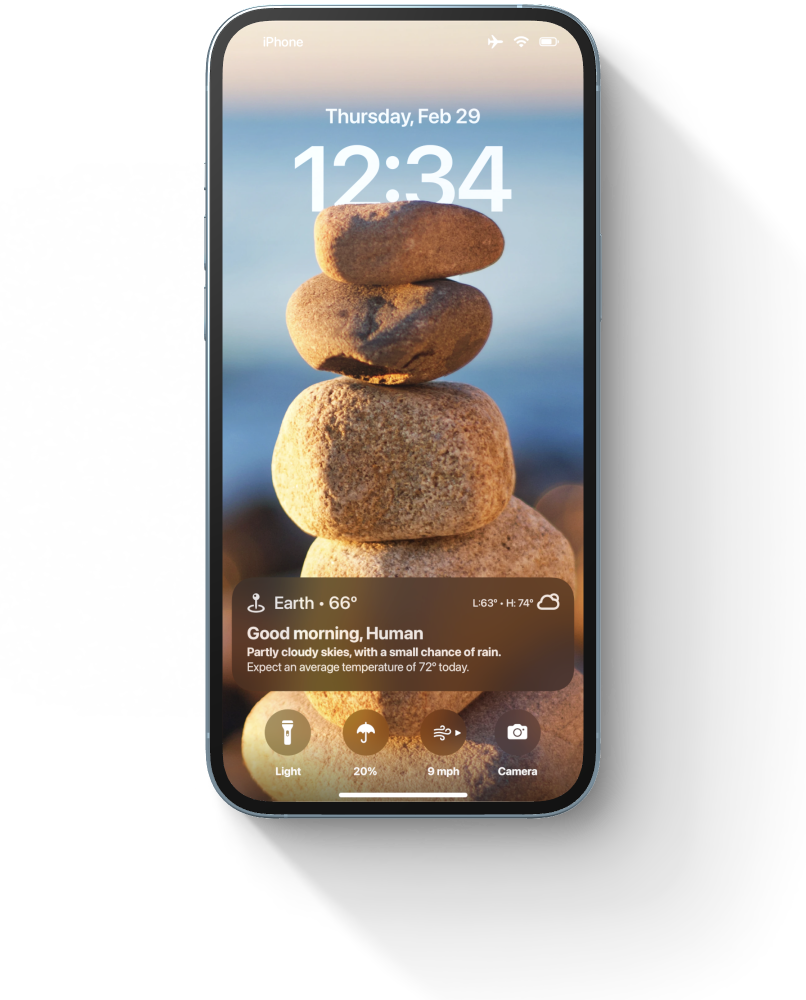 iPhone
Thursday, Feb 29
12:34
Earth • 66°
L:63° • H: 74°
Good morning, Human
Partly cloudy skies, with a small chance of rain.
Expect an average temperature of 72° today.
Light
20%
9 mph
Camera